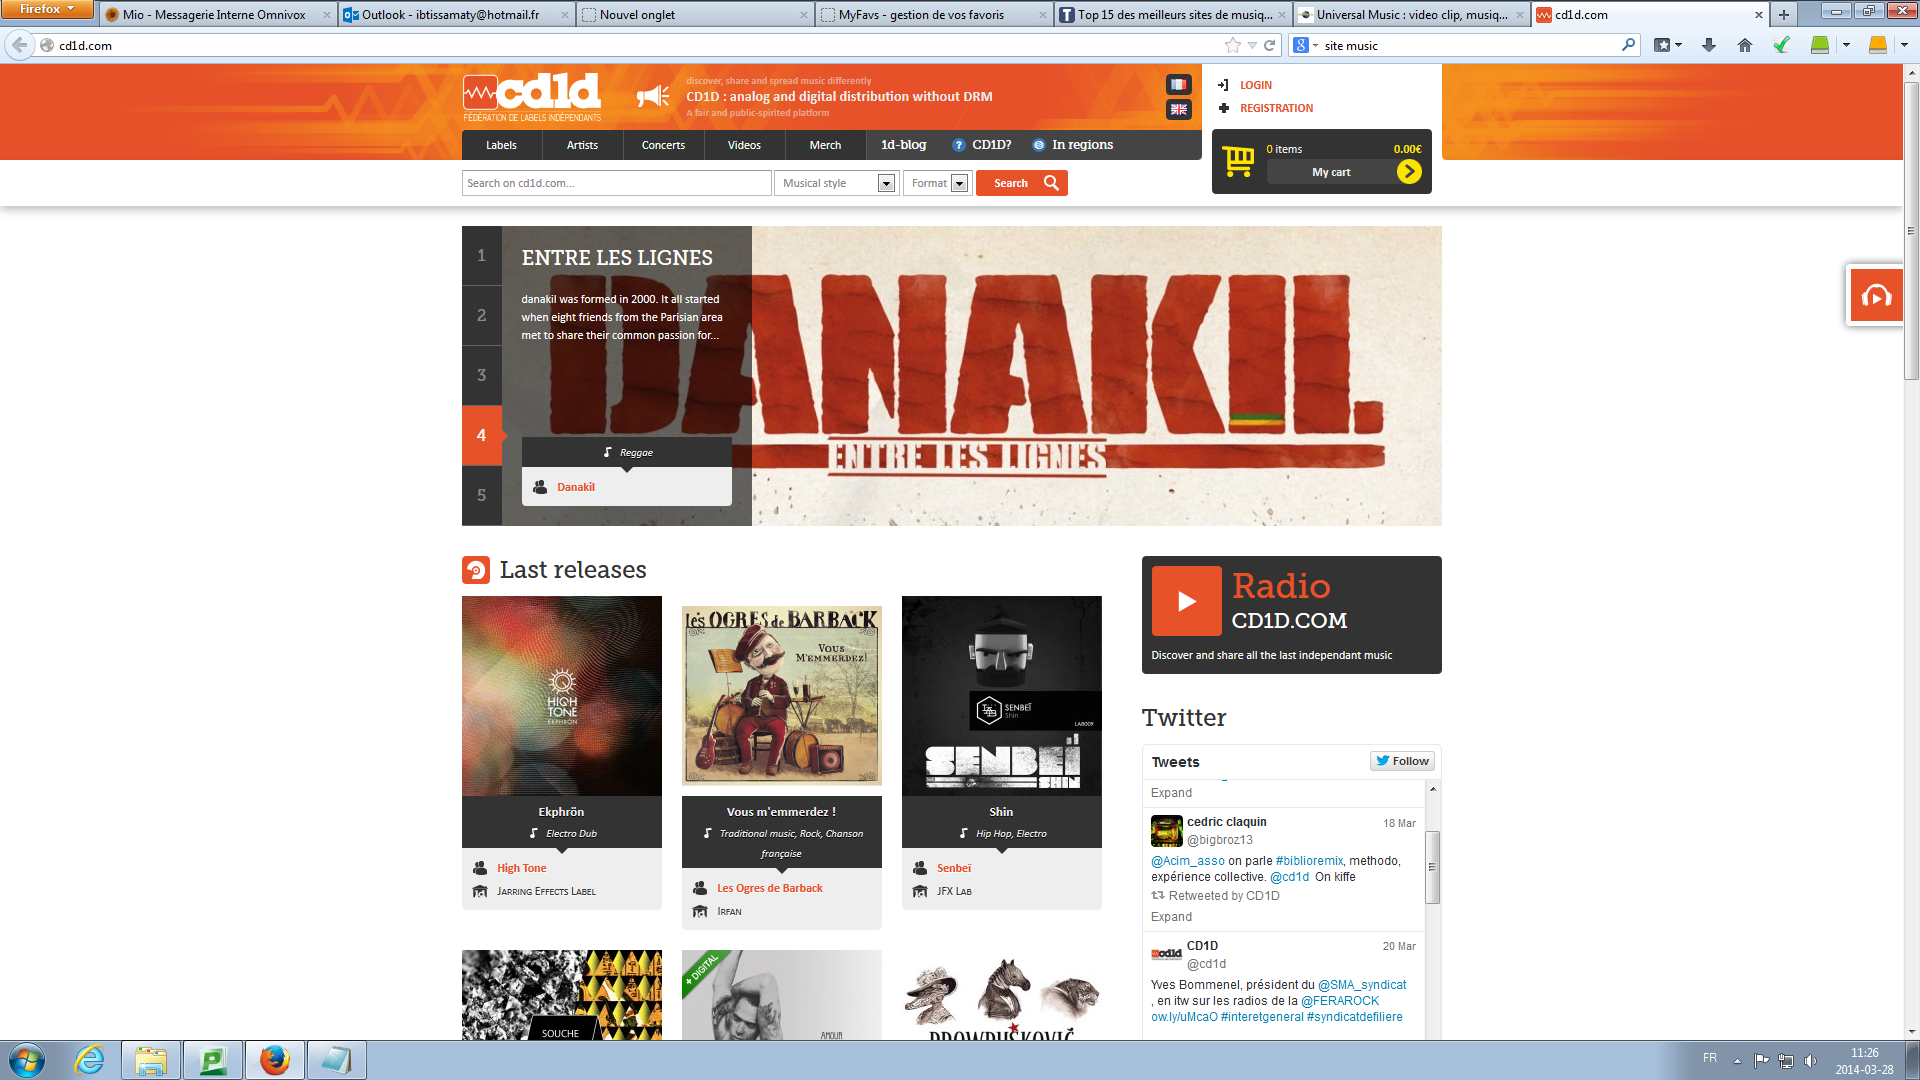 Firefox
Mio - Messagerie Interne Omnivox
Outlook - ibtissamaty@hotmail.fr
Nouvel onglet
MyFavs - gestion de vos favoris
Top 15 des meilleurs sites de musiq...
Universal Music : video clip, musiq...
cd1d.com
cd1d.com
site music
cd1d
FÉDÉRATION DE LABELS INDÉPENDANTS
discover, share and spread music differently
CD1D : analog and digital distribution without DRM
A fair and public-spirited platform
LOGIN
REGISTRATION
Labels
Artists
Concerts
Videos
Merch
1d-blog
CD1D?
In regions
0 items
0.00€
My cart
Search on cd1d.com...
Musical style
Format
Search
1
2
3
4
5
ENTRE LES LIGNES
danakil was formed in 2000. It all started
when eight friends from the Parisian area
met to share their common passion for...
Reggae
Danakil
DANAKIL
ENTRE LES LIGNES
Last releases
HIGH
TONE
EKPHRÖN
Ekphrön
Electro Dub
High Tone
Jarring Effects Label
les OGRES de BARBACK
Vous
m'emmerdez!
Vous m'emmerdez !
Traditional music, Rock, Chanson
française
Les Ogres de Barback
Irfan
SENBEÏ
Shin
LAB009
SENBEÏ
SHIN
Shin
Hip Hop, Electro
Senbeï
JFX Lab
SOUCHE
+ DIGITAL
AMOUR
Radio
CD1D.COM
Discover and share all the last independant music
Twitter
Tweets
Follow
Expand
cedric claquin
18 Mar
@bigbroz13
@Acim_asso on parle #biblioremix, methodo,
expérience collective. @cd1d On kiffe
Retweeted by CD1D
Expand
CD1D
20 Mar
@cd1d
Yves Bommenel, président du @SMA_syndicat
, en itw sur les radios de la @FERAROCK
ow.ly/uMcaO #interetgeneral #syndicatdefiliere
FR
11:26
2014-03-28